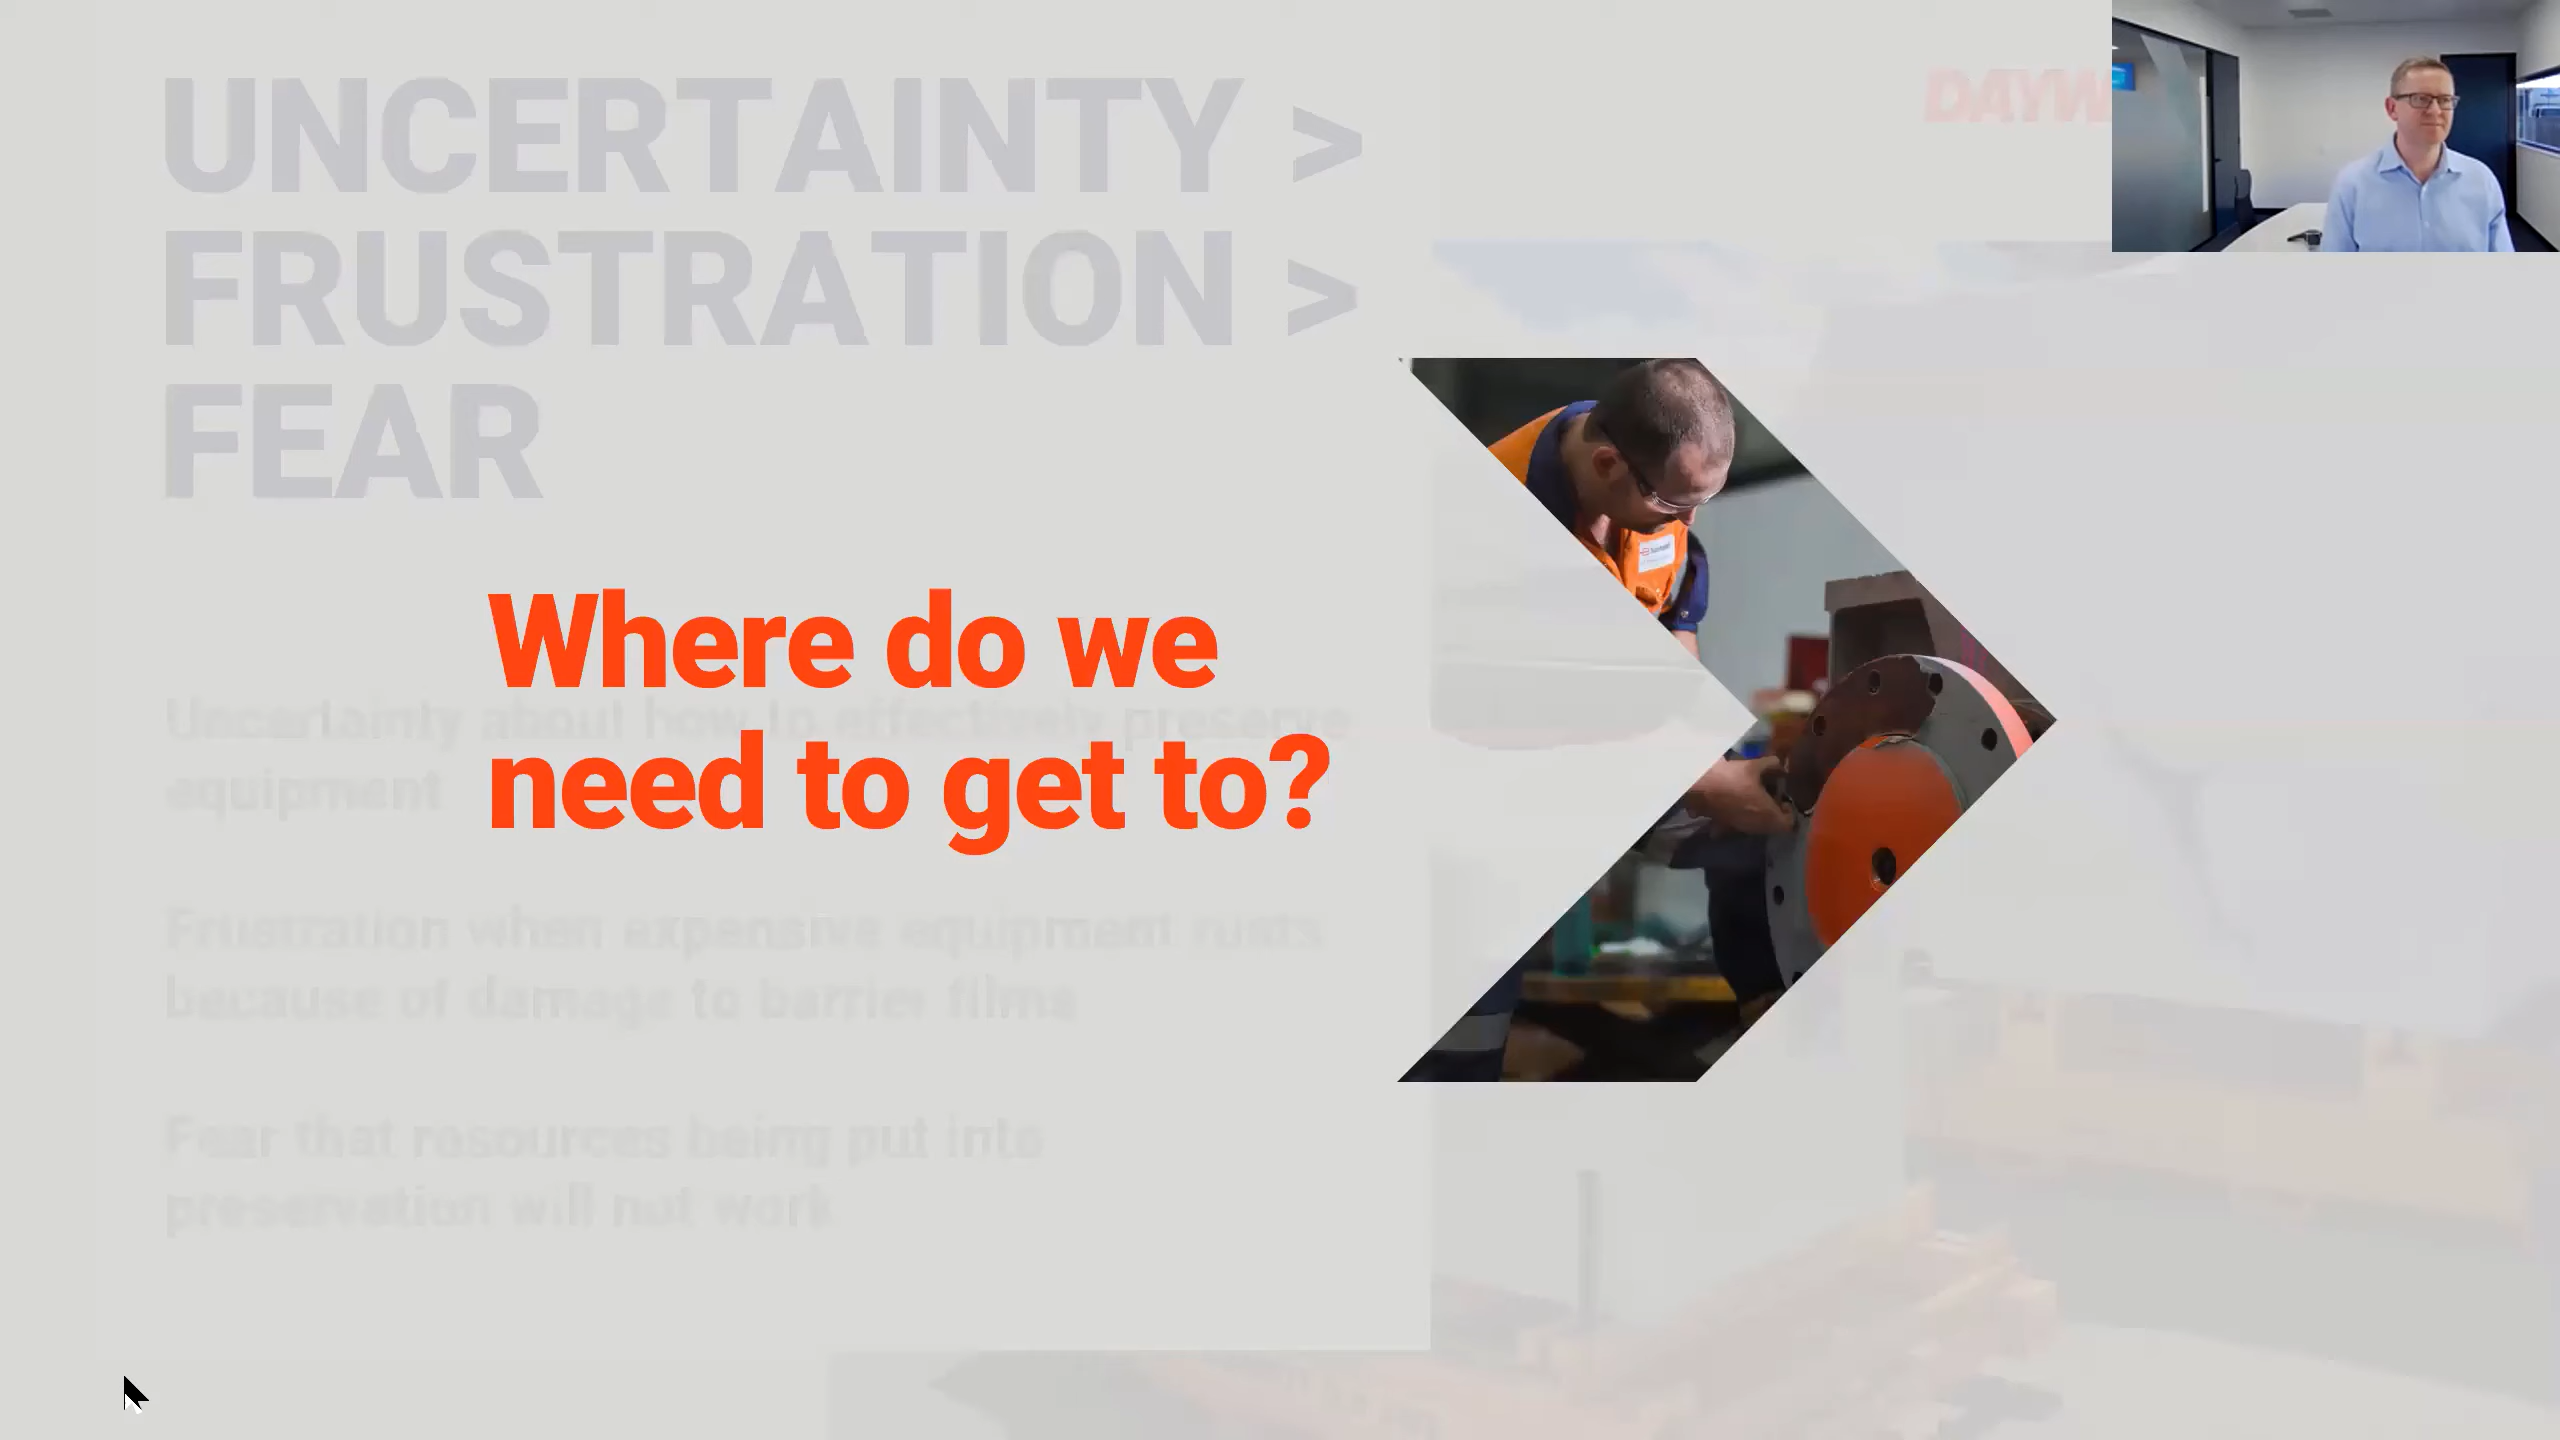 UNCERTAINTY >
FRUSTRATION >
FEAR
DAYW
Where do we
need to get to?
Uncertainty about how to effectively preserve
equipment
Frustration when expensive equipment rusts
because of damage to barrier films
Fear that resources being put into
preservation will not work